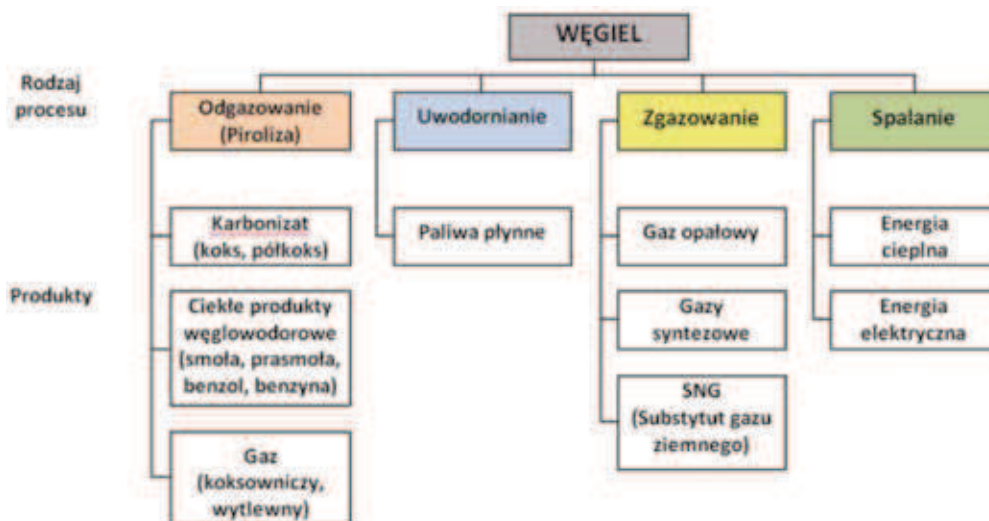 WĘGIEL
Rodzaj
procesu
Odgazowanie
(Piroliza)
Uwodornianie
Zgazowanie
Spalanie
Produkty
Karbonizat
(koks, półkoks)
Ciekłe produkty
węglowodorowe
(smoła, prasmoła,
benzol, benzyna)
Gaz
(koksowniczy,
wytlewny)
Paliwa płynne
Gaz opałowy
Gazy
syntezowe
SNG
(Substytut gazu
ziemnego)
Energia
cieplna
Energia
elektryczna